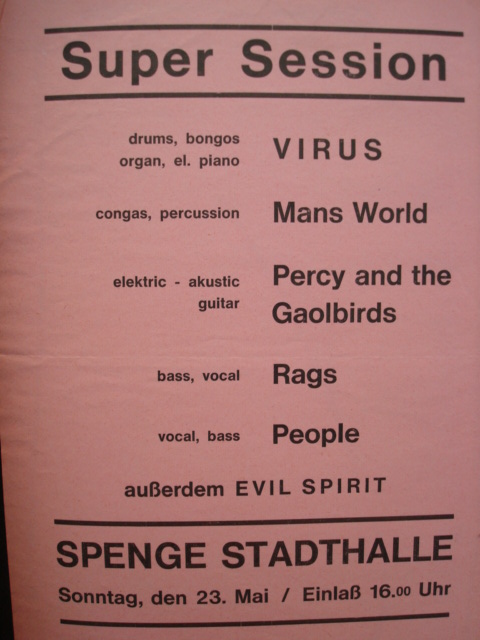 Super Session
drums, bongos
organ, el. piano
VIRUS
congas, percussion
Mans World
elektric - akustic
guitar
Percy and the
Gaolbirds
bass, vocal
Rags
vocal, bass
People
außerdem EVIL SPIRIT
SPENGE STADTHALLE
Sonntag, den 23. Mai / Einlaß 16.00 Uhr